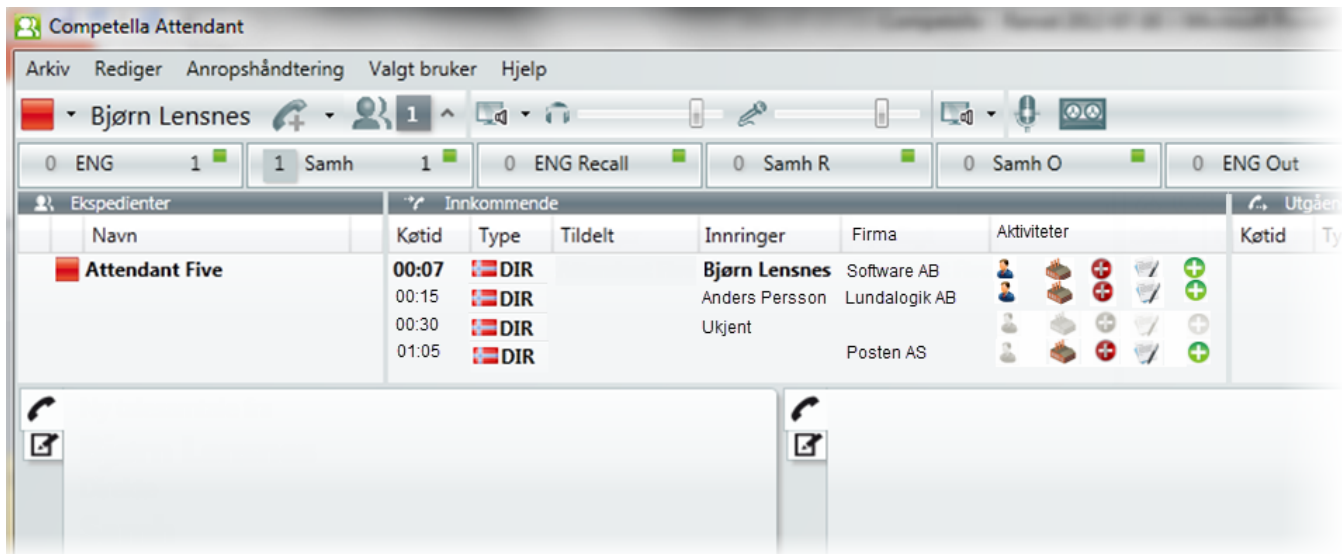 Competella Attendant
Arkiv Rediger Anropshåndtering Valgt bruker Hjelp
Bjørn Lensnes 1
0 ENG 1 1 Samh 1 0 ENG Recall 0 Samh R 0 Samh O 0 ENG Out
Ekspedienter Innkommende
Navn Køtid Type Tildelt Innringer Firma Aktiviteter Køtid
Attendant Five 00:07 DIR Bjørn Lensnes Software AB
00:15 DIR Anders Persson Lundalogik AB
00:30 DIR Ukjent
01:05 DIR Posten AS